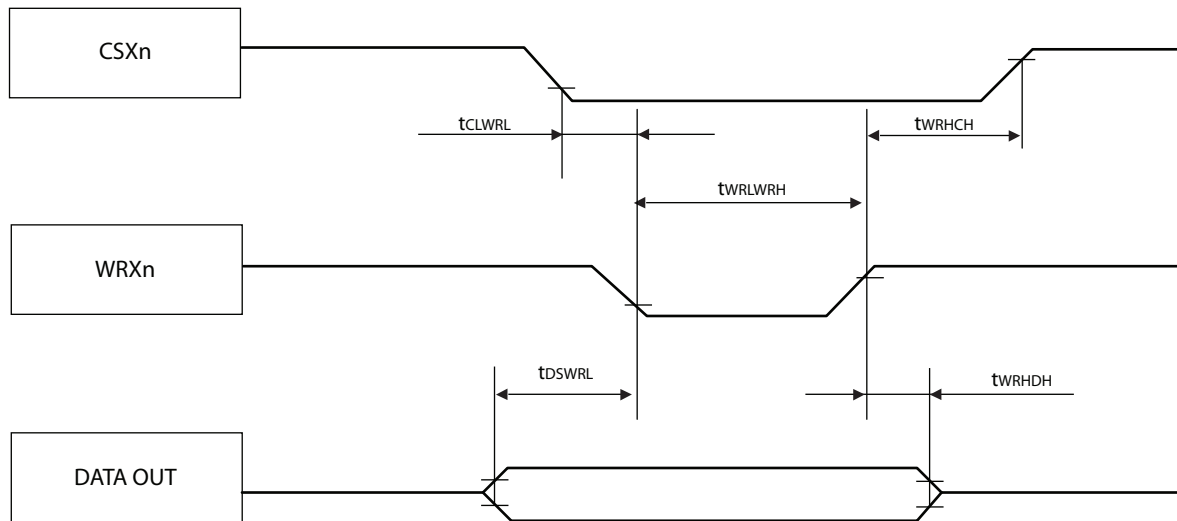 CSXn
tCLWRL
tWRHCH
tWRLWRH
WRXn
tDSWRL
tWRHDH
DATA OUT